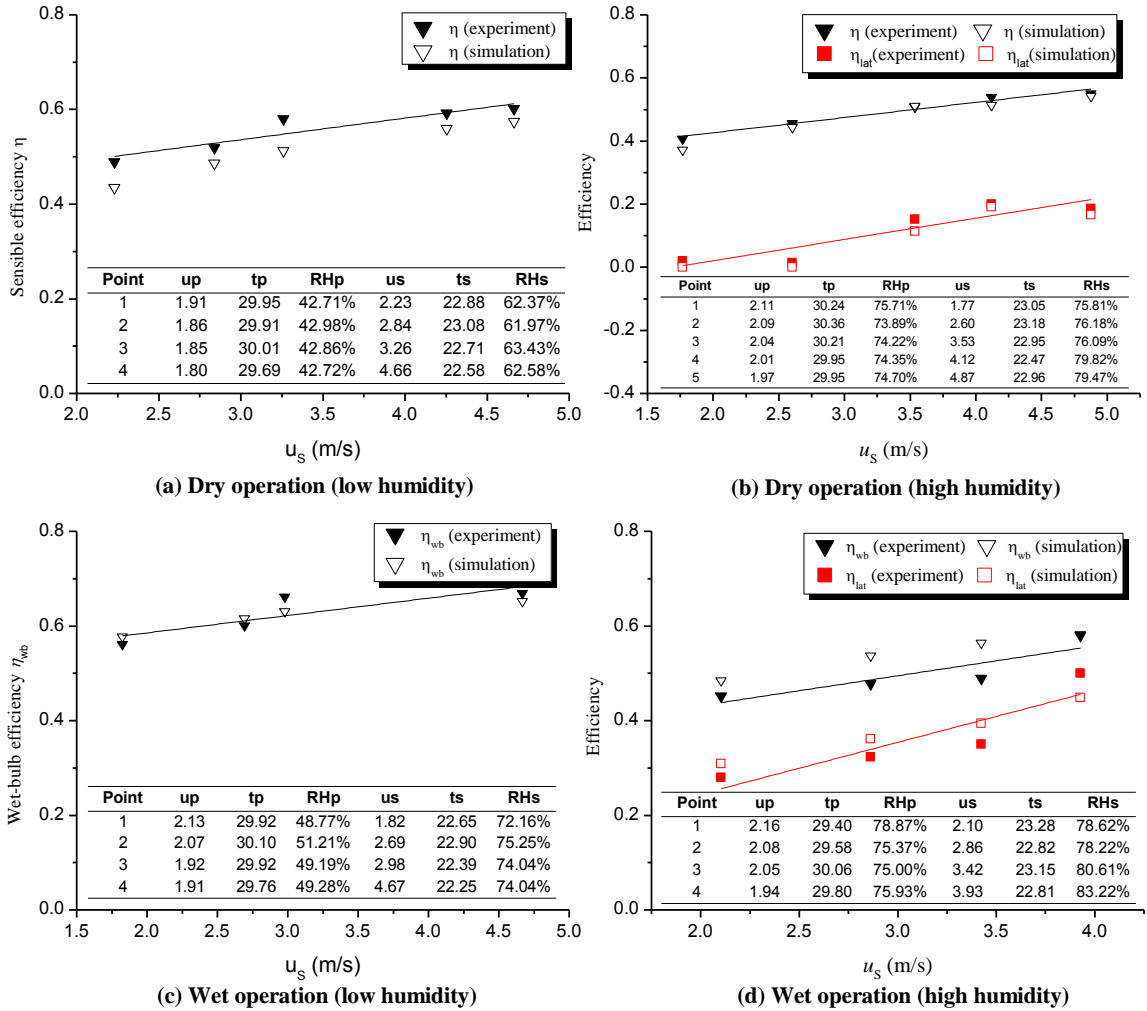 η (experiment)
η (simulation)
Sensible efficiency η
0.8
0.6
0.4
0.2
0.0
Point up tp RHp us ts RHs
1 1.91 29.95 42.71% 2.23 22.88 62.37%
2 1.86 29.91 42.98% 2.84 23.08 61.97%
3 1.85 30.01 42.86% 3.26 22.71 63.43%
4 1.80 29.69 42.72% 4.66 22.58 62.58%
2.0 2.5 3.0 3.5 4.0 4.5 5.0
uS (m/s)
(a) Dry operation (low humidity)
η (experiment) η (simulation)
ηlat(experiment) ηlat(simulation)
Efficiency
0.8
0.6
0.4
0.2
0.0
-0.2
-0.4
Point up tp RHp us ts RHs
1 2.11 30.24 75.71% 1.77 23.05 75.81%
2 2.09 30.36 73.89% 2.60 23.18 76.18%
3 2.04 30.21 74.22% 3.53 22.95 76.09%
4 2.01 29.95 74.35% 4.12 22.47 79.82%
5 1.97 29.95 74.70% 4.87 22.96 79.47%
1.5 2.0 2.5 3.0 3.5 4.0 4.5 5.0
uS (m/s)
(b) Dry operation (high humidity)
ηwb (experiment)
ηwb (simulation)
Wet-bulb efficiency ηwb
0.8
0.6
0.4
0.2
0.0
Point up tp RHp us ts RHs
1 2.13 29.92 48.77% 1.82 22.65 72.16%
2 2.07 30.10 51.21% 2.69 22.90 75.25%
3 1.92 29.92 49.19% 2.98 22.39 74.04%
4 1.91 29.76 49.28% 4.67 22.25 74.04%
1.5 2.0 2.5 3.0 3.5 4.0 4.5 5.0
uS (m/s)
(c) Wet operation (low humidity)
ηwb (experiment) ηwb (simulation)
ηlat (experiment) ηlat (simulation)
Efficiency
0.8
0.6
0.4
0.2
0.0
Point up tp RHp us ts RHs
1 2.16 29.40 78.87% 2.10 23.28 78.62%
2 2.08 29.58 75.37% 2.86 22.82 78.22%
3 2.05 30.06 75.00% 3.42 23.15 80.61%
4 1.94 29.80 75.93% 3.93 22.81 83.22%
2.0 2.5 3.0 3.5 4.0
uS (m/s)
(d) Wet operation (high humidity)